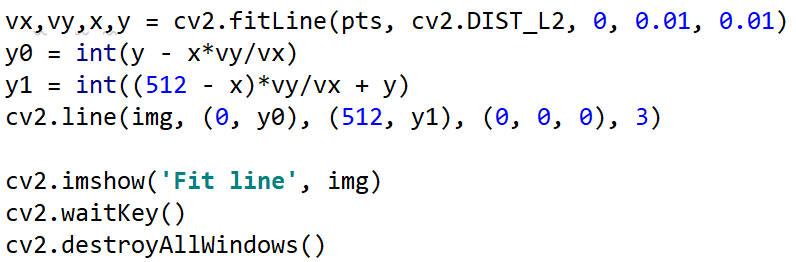 vx,vy,x,y = cv2.fitLine(pts, cv2.DIST_L2, 0, 0.01, 0.01)
y0 = int(y - x*vy/vx)
y1 = int((512 - x)*vy/vx + y)
cv2.line(img, (0, y0), (512, y1), (0, 0, 0), 3)

cv2.imshow('Fit line', img)
cv2.waitKey()
cv2.destroyAllWindows()